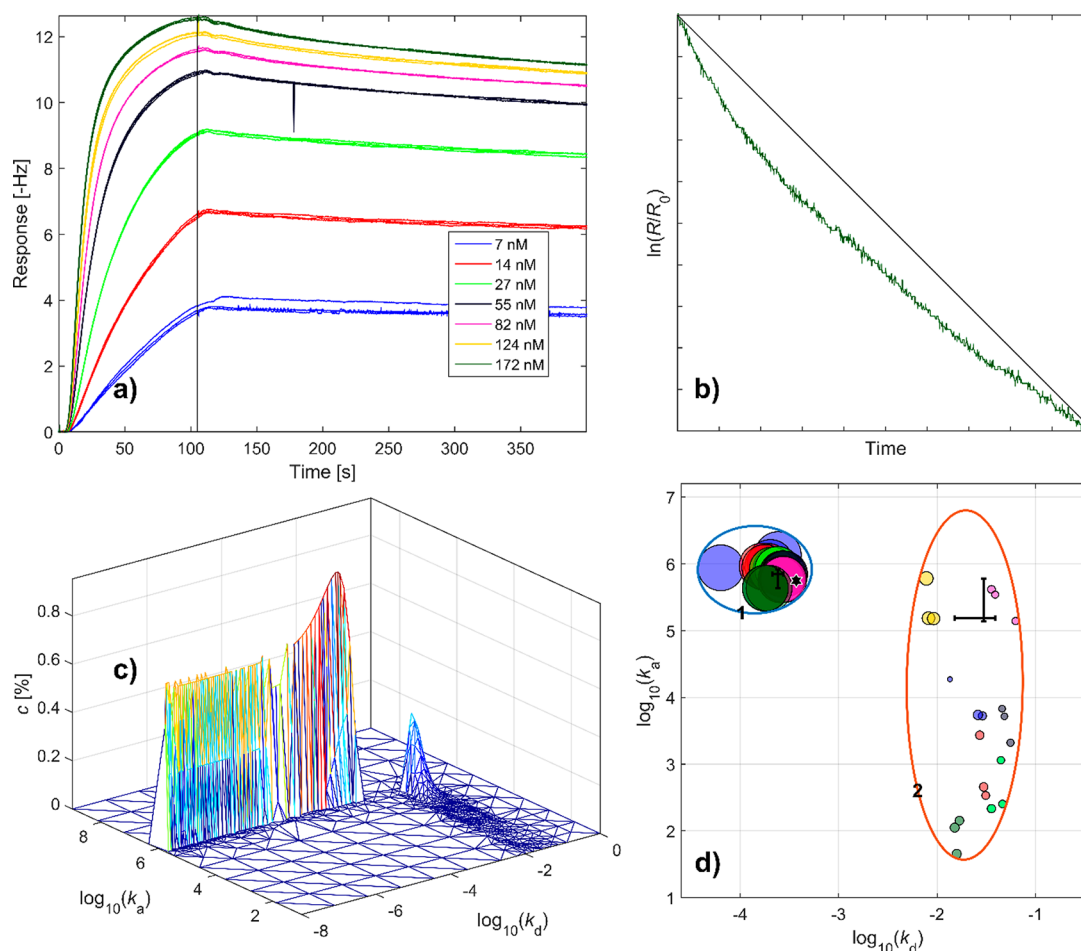 12
10
8
6
4
2
0
Response [-Hz]
a)
7 nM
14 nM
27 nM
55 nM
82 nM
124 nM
172 nM
0 50 100 150 200 250 300 350
Time [s]
ln(R/R0)
b)
Time
c)
0.8
0.6
0.4
0.2
0
c [%]
8
6
4
2
log10(ka)
-8
-6
-4
-2
0
log10(kd)
7
6
5
4
3
2
1
log10(ka)
1
2
d)
-4 -3 -2 -1
log10(kd)